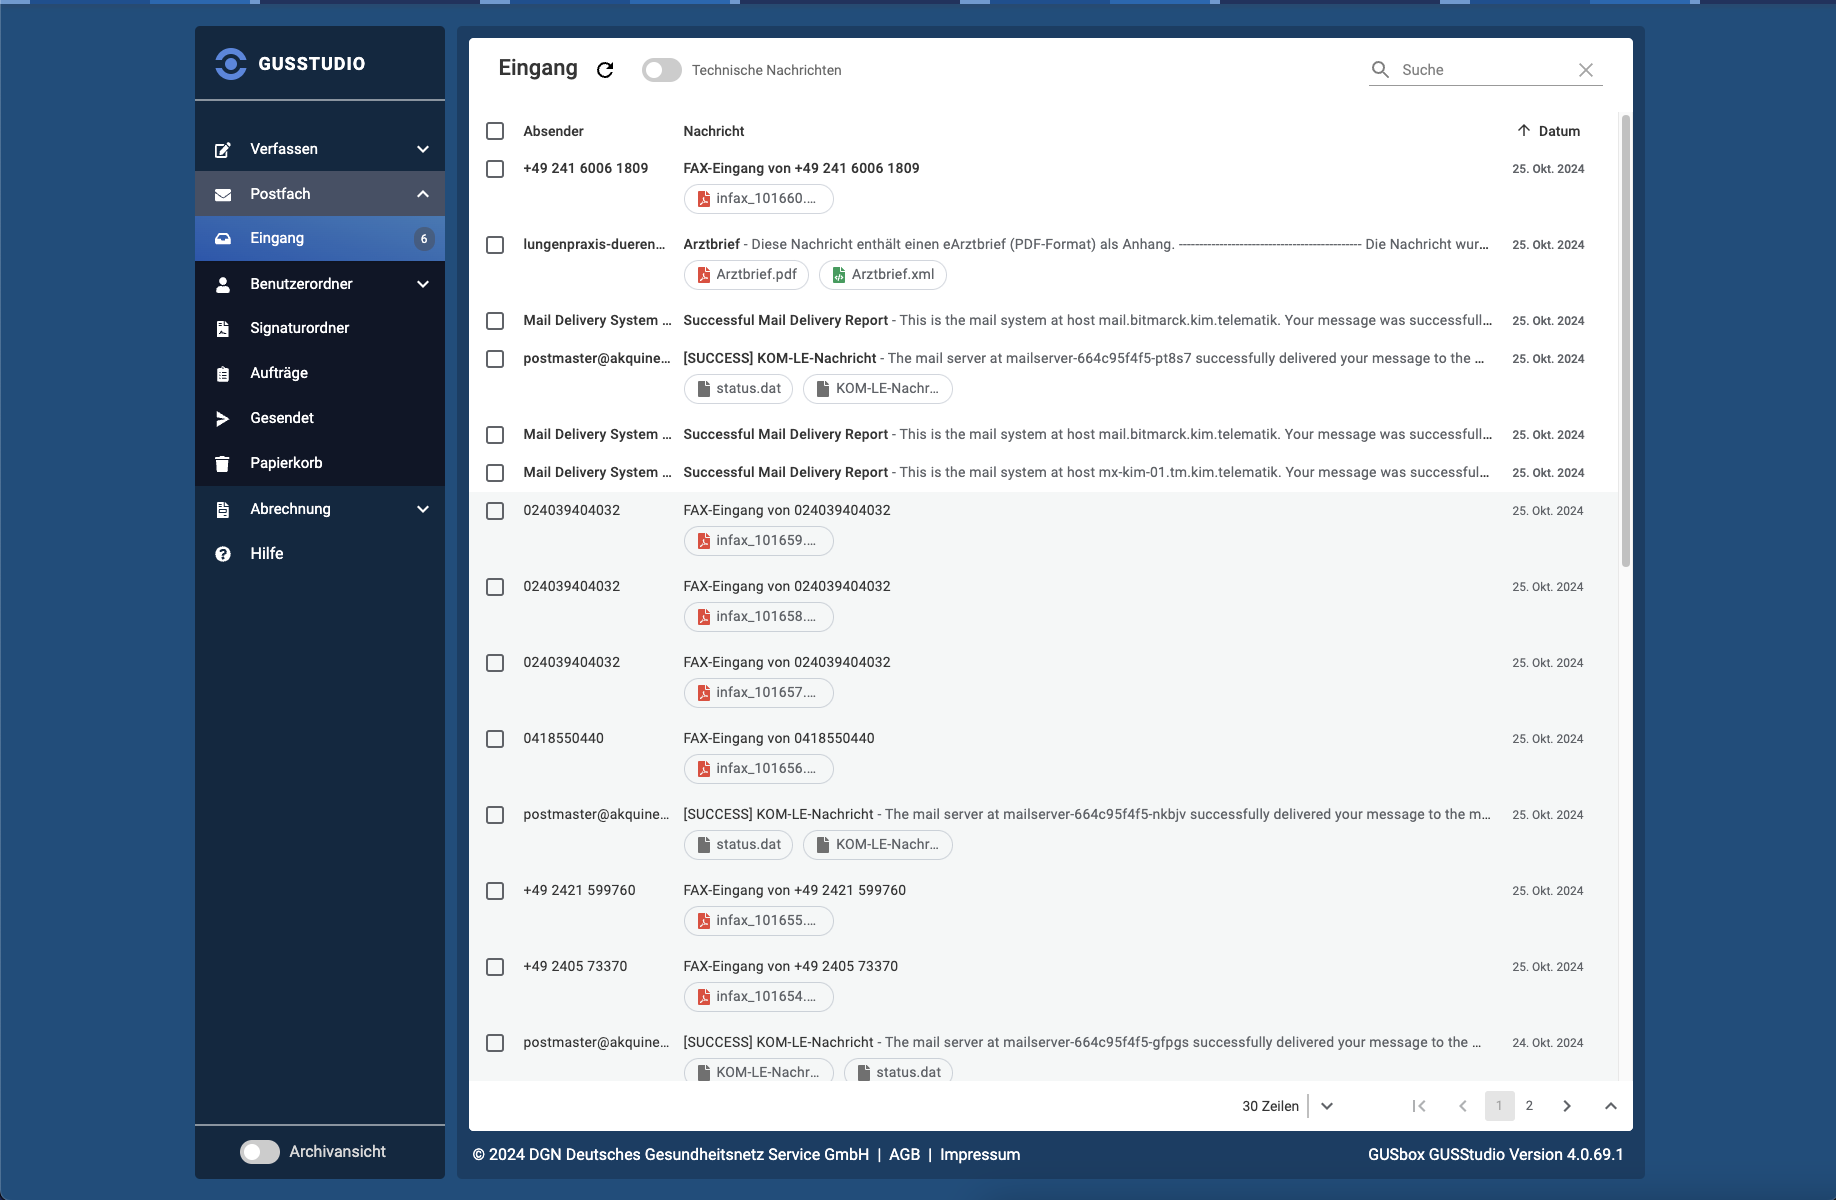 GUSSTUDIO
Verfassen
Postfach
Eingang 6
Benutzerordner
Signaturordner
Aufträge
Gesendet
Papierkorb
Abrechnung
Hilfe
Archivansicht
Eingang Technische Nachrichten Suche
Absender Nachricht Datum
+49 241 6006 1809 FAX-Eingang von +49 241 6006 1809 25. Okt. 2024
infax_101660....
lungenpraxis-dueren... Arztbrief - Diese Nachricht enthält einen eArztbrief (PDF-Format) als Anhang. -------------------------------------------- Die Nachricht wur... 25. Okt. 2024
Arztbrief.pdf Arztbrief.xml
Mail Delivery System ... Successful Mail Delivery Report - This is the mail system at host mail.bitmarck.kim.telematik. Your message was successfull... 25. Okt. 2024
postmaster@akquine... [SUCCESS] KOM-LE-Nachricht - The mail server at mailserver-664c95f4f5-pt8s7 successfully delivered your message to the ... 25. Okt. 2024
status.dat KOM-LE-Nachr...
Mail Delivery System ... Successful Mail Delivery Report - This is the mail system at host mail.bitmarck.kim.telematik. Your message was successfull... 25. Okt. 2024
Mail Delivery System ... Successful Mail Delivery Report - This is the mail system at host mx-kim-01.tm.kim.telematik. Your message was successful... 25. Okt. 2024
024039404032 FAX-Eingang von 024039404032 25. Okt. 2024
infax_101659....
024039404032 FAX-Eingang von 024039404032 25. Okt. 2024
infax_101658....
024039404032 FAX-Eingang von 024039404032 25. Okt. 2024
infax_101657....
0418550440 FAX-Eingang von 0418550440 25. Okt. 2024
infax_101656....
postmaster@akquine... [SUCCESS] KOM-LE-Nachricht - The mail server at mailserver-664c95f4f5-nkbjv successfully delivered your message to the m... 25. Okt. 2024
status.dat KOM-LE-Nachr...
+49 2421 599760 FAX-Eingang von +49 2421 599760 25. Okt. 2024
infax_101655....
+49 2405 73370 FAX-Eingang von +49 2405 73370 25. Okt. 2024
infax_101654....
postmaster@akquine... [SUCCESS] KOM-LE-Nachricht - The mail server at mailserver-664c95f4f5-gfpgs successfully delivered your message to the ... 24. Okt. 2024
KOM-LE-Nachr... status.dat
30 Zeilen 1 2
© 2024 DGN Deutsches Gesundheitsnetz Service GmbH | AGB | Impressum GUSbox GUSStudio Version 4.0.69.1